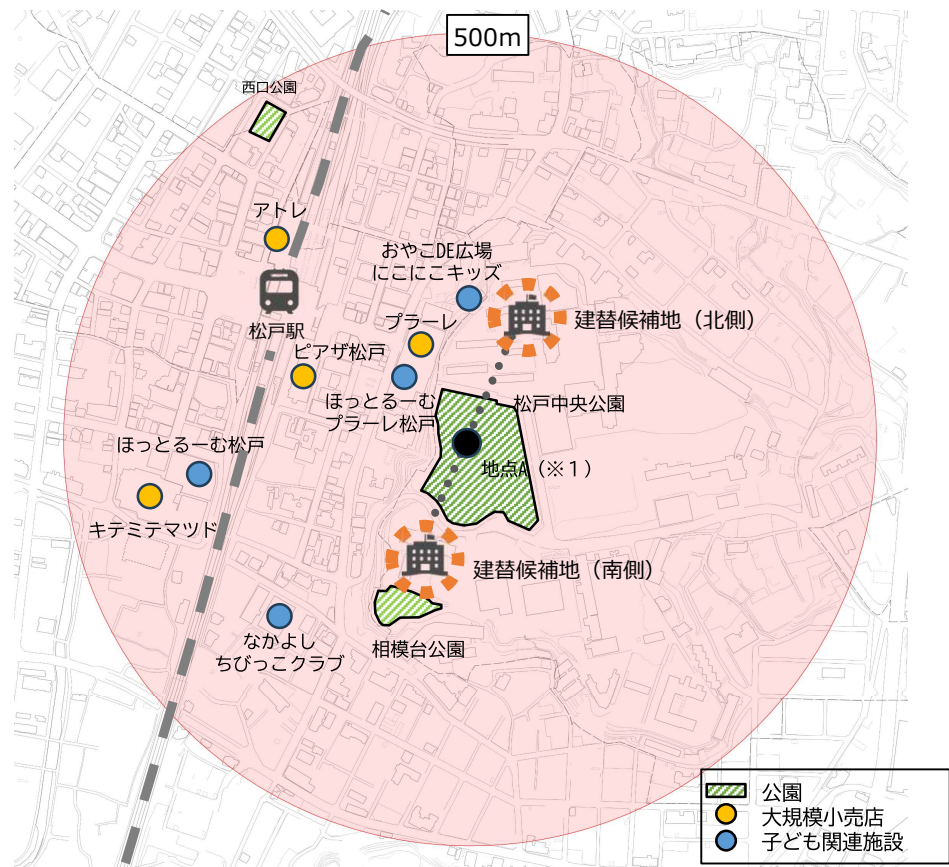 500m
西口公園
アトレ
おやこDE広場
にこにこキッズ
建替候補地（北側）
松戸駅
プラーレ
ピアザ松戸
ほっとるーむ
プラーレ松戸
松戸中央公園
ほっとるーむ松戸
地点A（※１）
キテミテマツド
建替候補地（南側）
なかよし
ちびっこクラブ
相模台公園
公園
大規模小売店
子ども関連施設